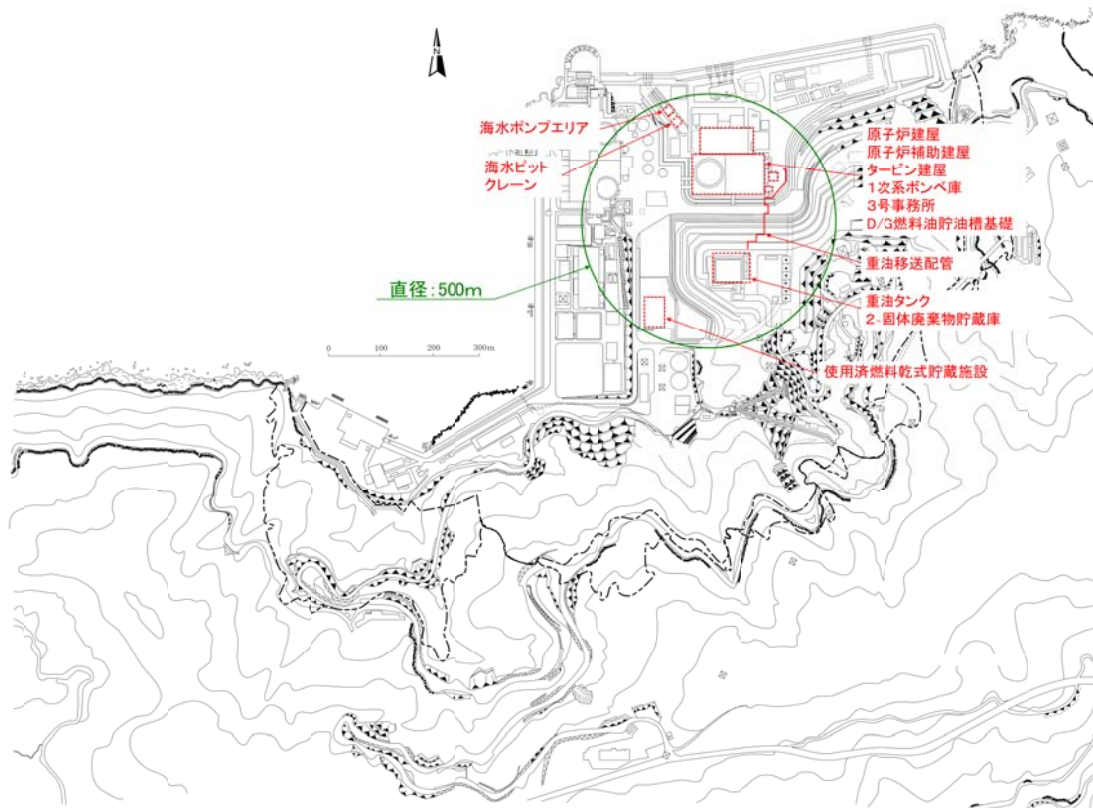 N
海水ポンプエリア
海水ピット
クレーン
原子炉建屋
原子炉補助建屋
タービン建屋
1次系ボンベ庫
3号事務所
D/G燃料油貯油槽基礎
重油移送配管
直径：500m
重油タンク
2-固体廃棄物貯蔵庫
0 100 200 300m
使用済燃料乾式貯蔵施設